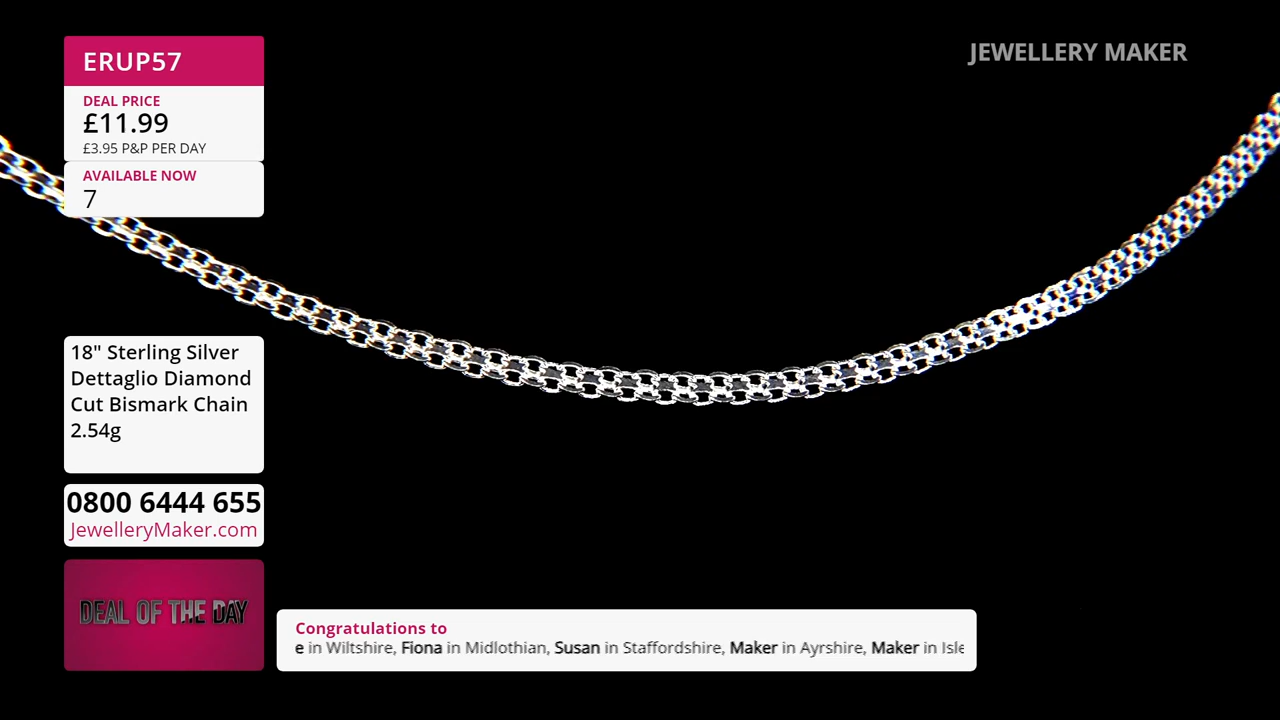 ERUP57
JEWELLERY MAKER
DEAL PRICE
£11.99
£3.95 P&P PER DAY
AVAILABLE NOW
7
18" Sterling Silver
Dettaglio Diamond
Cut Bismark Chain
2.54g
0800 6444 655
JewelleryMaker.com
DEAL OF THE DAY
Congratulations to
e in Wiltshire, Fiona in Midlothian, Susan in Staffordshire, Maker in Ayrshire, Maker in Isle